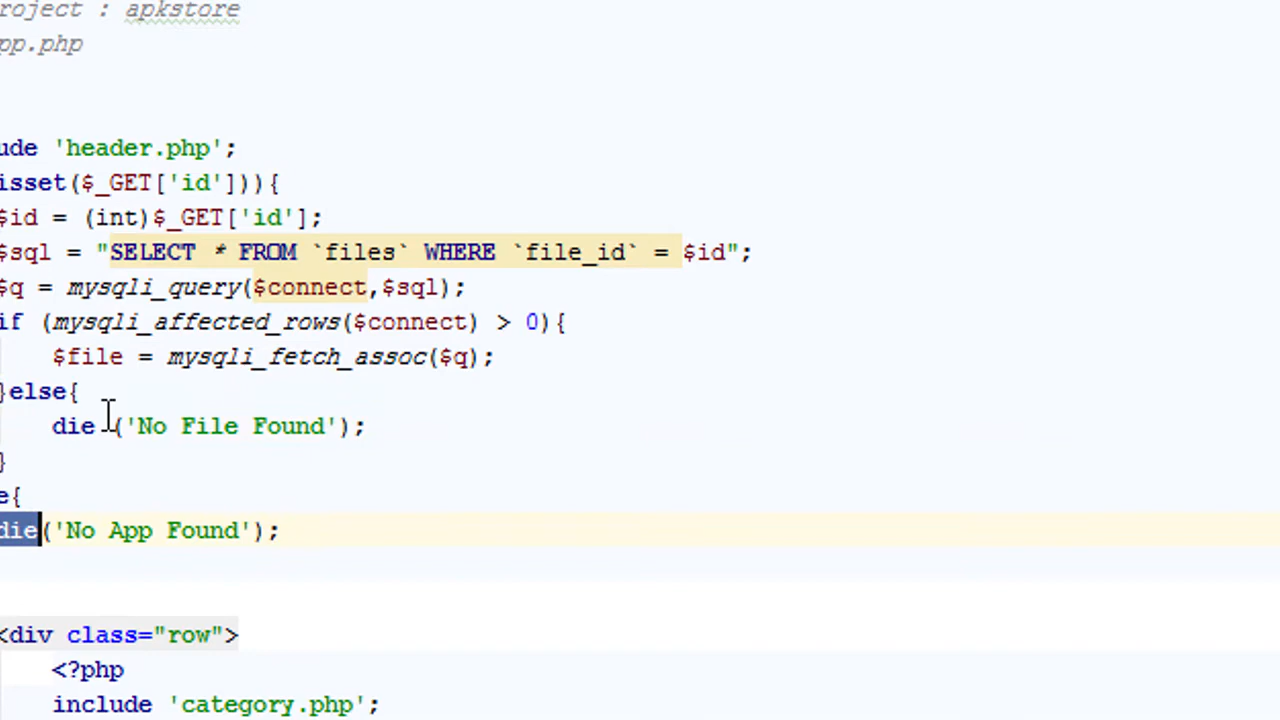 roject : apkstore
pp.php
ude 'header.php';
isset($_GET['id'])){
$id = (int)$_GET['id'];
$sql = "SELECT * FROM `files` WHERE `file_id` = $id";
$q = mysqli_query($connect,$sql);
if (mysqli_affected_rows($connect) > 0){
$file = mysqli_fetch_assoc($q);
}else{
die ('No File Found');
}
e{
die('No App Found');
<div class="row">
<?php
include 'category.php';